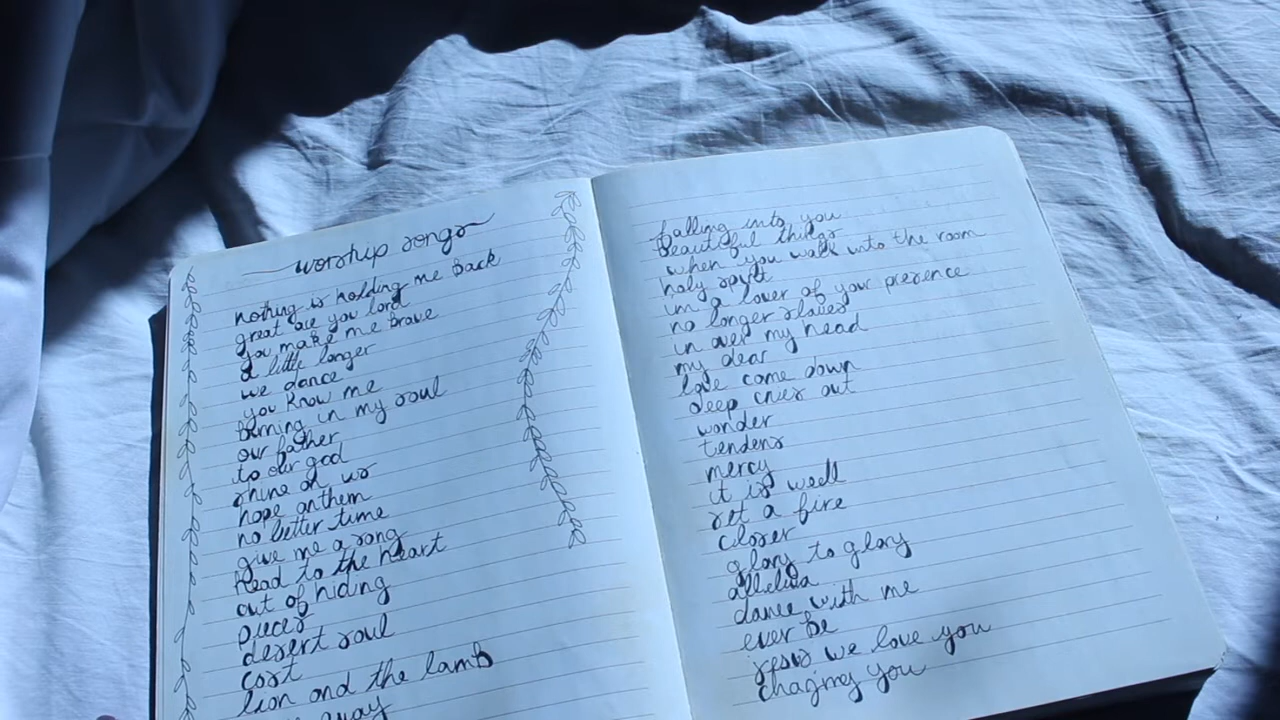 worship songs
nothing is holding me back
great are you lord
you make me brave
a little longer
we dance
you know me
burning in my soul
our father
to our god
shine on us
hope anthem
no better time
give me a song
head to the heart
out of hiding
pieces
desert soul
cost
lion and the lamb
away
falling into you
beautiful things
when you walk into the room
holy spirit
im a lover of your presence
no longer slaves
in over my head
my dear
love came down
deep cries out
wonder
tendens
mercy
it is well
set a fire
closer
glory to glory
alleluia
dance with me
ever be
jesus we love you
chasing you